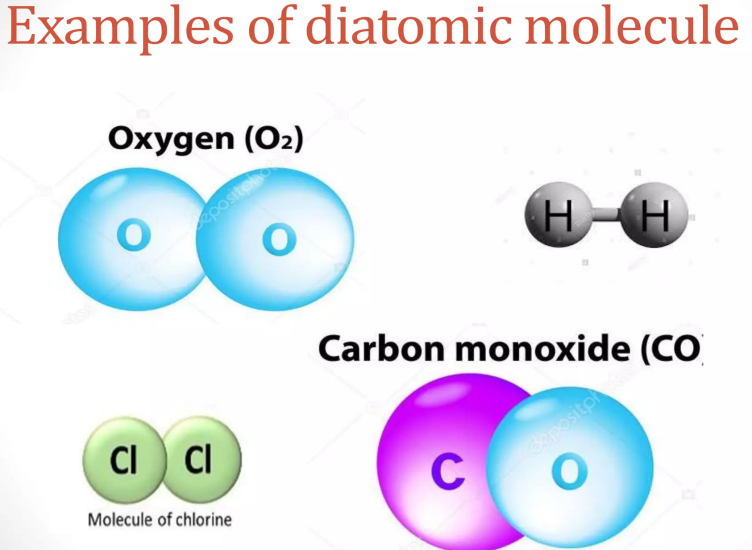 Examples of diatomic molecule
Oxygen (O₂)
O O
H H
Carbon monoxide (CO
Cl Cl
C O
Molecule of chlorine